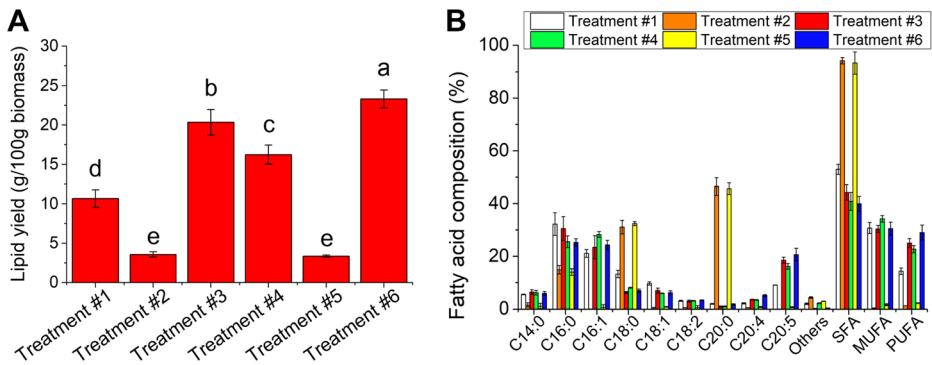 A
Lipid yield (g/100g biomass)
30
25
20
15
10
5
0
d
e
b
c
e
a
Treatment #1
Treatment #2
Treatment #3
Treatment #4
Treatment #5
Treatment #6
B
Treatment #1 Treatment #2 Treatment #3
Treatment #4 Treatment #5 Treatment #6
Fatty acid composition (%)
100
80
60
40
20
0
C14:0
C16:0
C16:1
C18:0
C18:1
C18:2
C20:0
C20:4
C20:5
Others
SFA
MUFA
PUFA